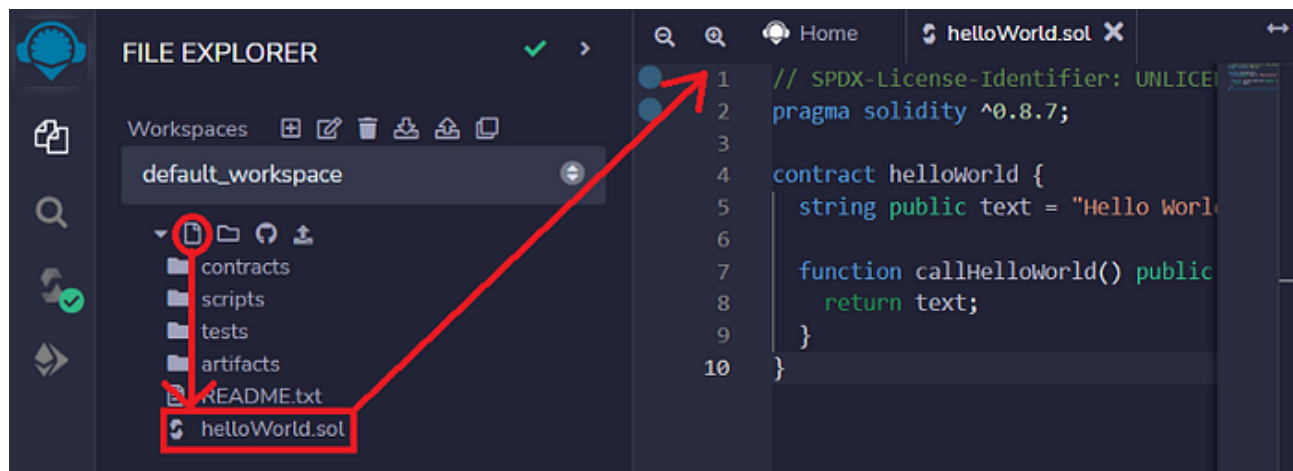 FILE EXPLORER
Workspaces
default_workspace
contracts
scripts
tests
artifacts
README.txt
helloWorld.sol
Home
helloWorld.sol
1 // SPDX-License-Identifier: UNLICE
2 pragma solidity ^0.8.7;
3
4 contract helloWorld {
5 string public text = "Hello Worl
6
7 function callHelloWorld() public
8 return text;
9 }
10 }